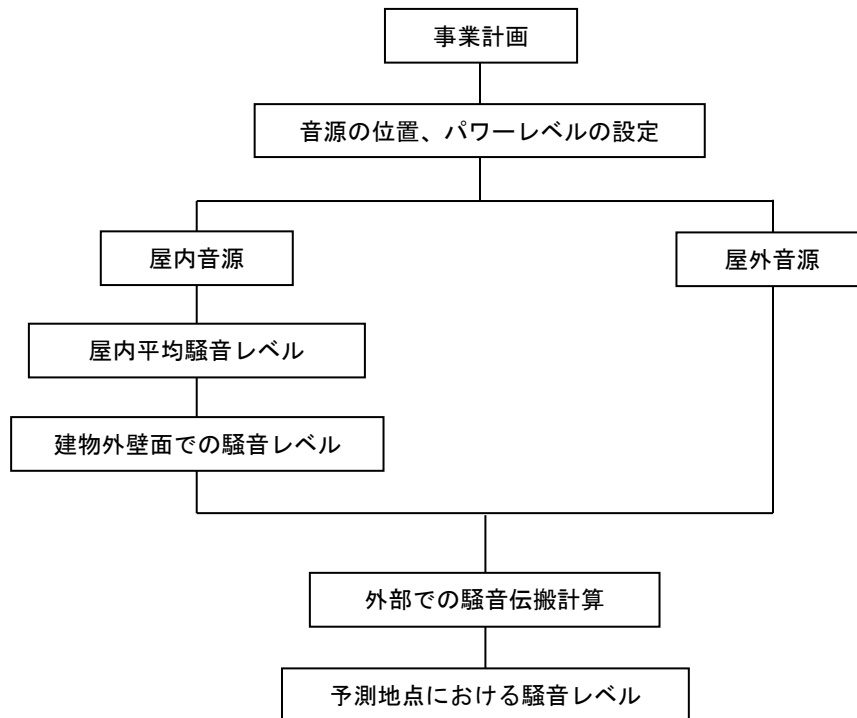 事業計画
音源の位置、パワーレベルの設定
屋内音源
屋外音源
屋内平均騒音レベル
建物外壁面での騒音レベル
外部での騒音伝搬計算
予測地点における騒音レベル